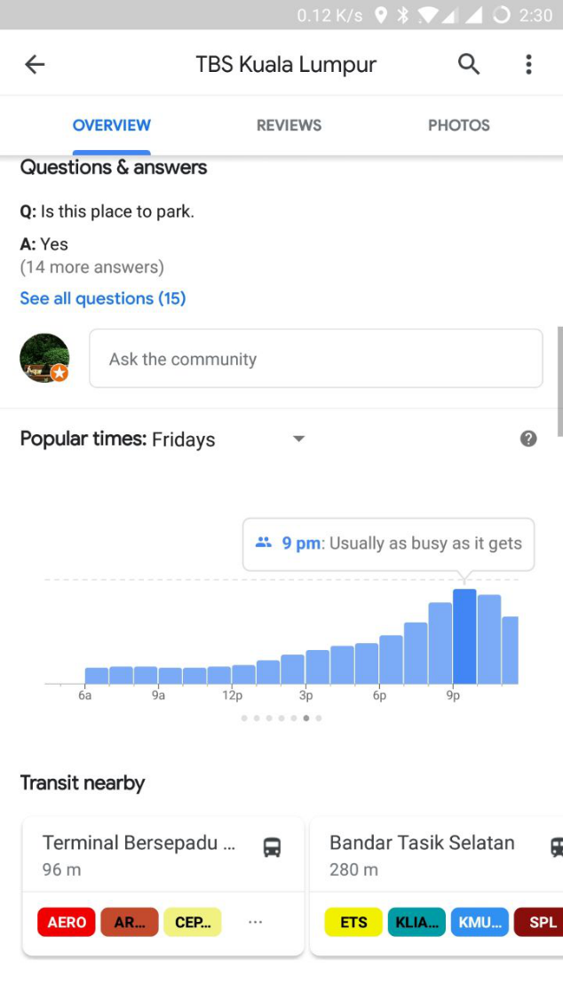 0.12 K/s 2:30
TBS Kuala Lumpur
OVERVIEW REVIEWS PHOTOS
Questions & answers
Q: Is this place to park.
A: Yes
(14 more answers)
See all questions (15)
Ask the community
Popular times: Fridays
9 pm: Usually as busy as it gets
6a 9a 12p 3p 6p 9p
Transit nearby
Terminal Bersepadu ... Bandar Tasik Selatan
96 m 280 m
AERO AR... CEP... ... ETS KLIA... KMU... SPL